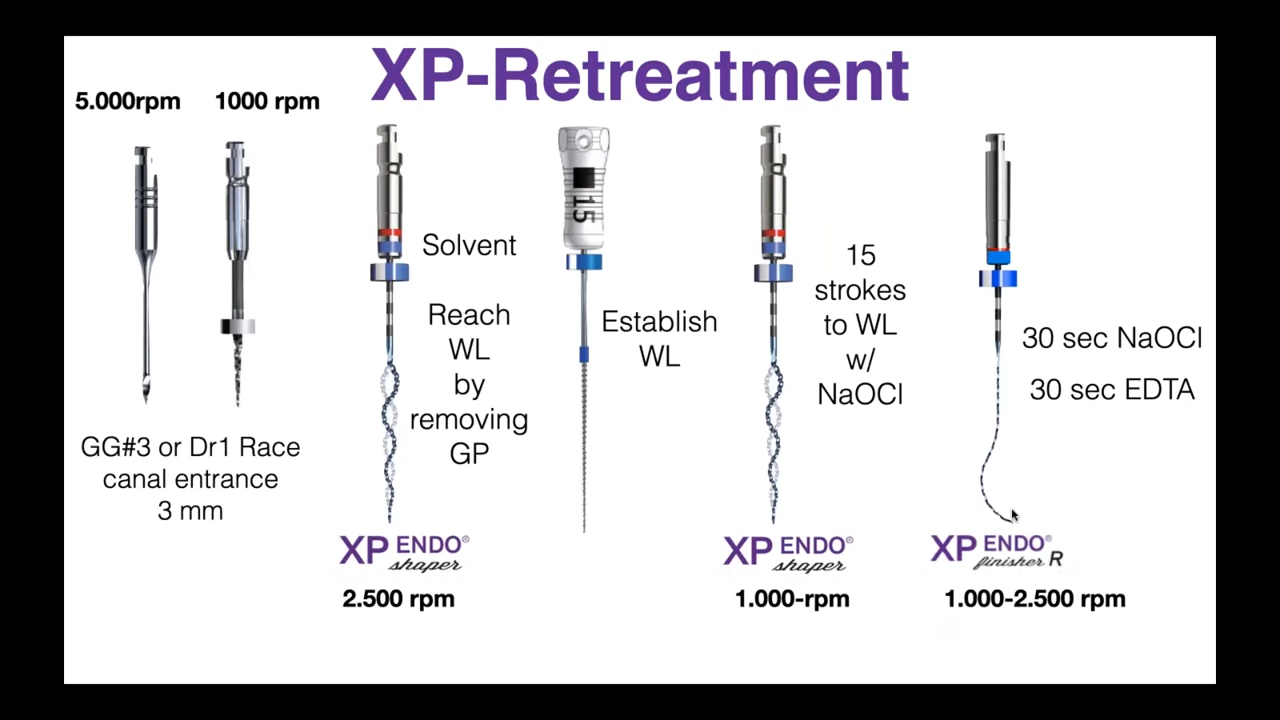 XP-Retreatment
5.000rpm
1000 rpm
GG#3 or Dr1 Race
canal entrance
3 mm
Solvent
Reach
WL
by
removing
GP
XP ENDO®
shaper
2.500 rpm
15
Establish
WL
15
strokes
to WL
w/
NaOCl
XP ENDO®
shaper
1.000-rpm
30 sec NaOCl
30 sec EDTA
XP ENDO®
finisher R
1.000-2.500 rpm